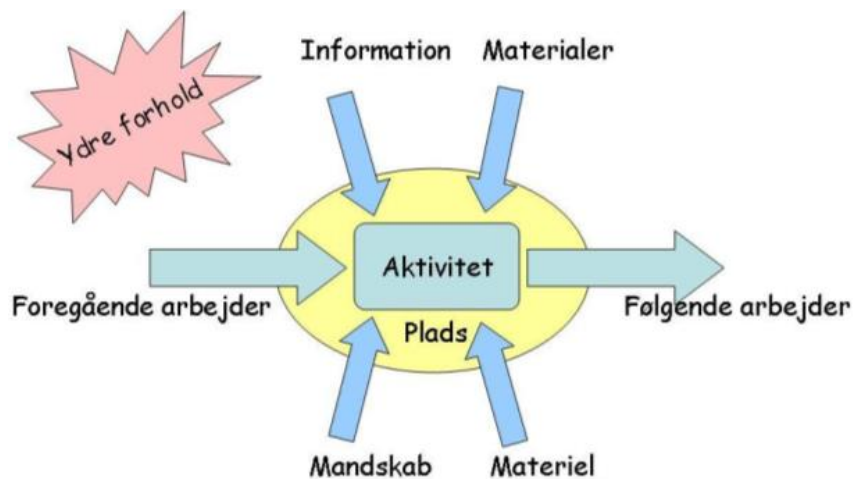 Information
Materialer
Ydre forhold
Aktivitet
Foregående arbejder
Følgende arbejder
Plads
Mandskab
Materiel